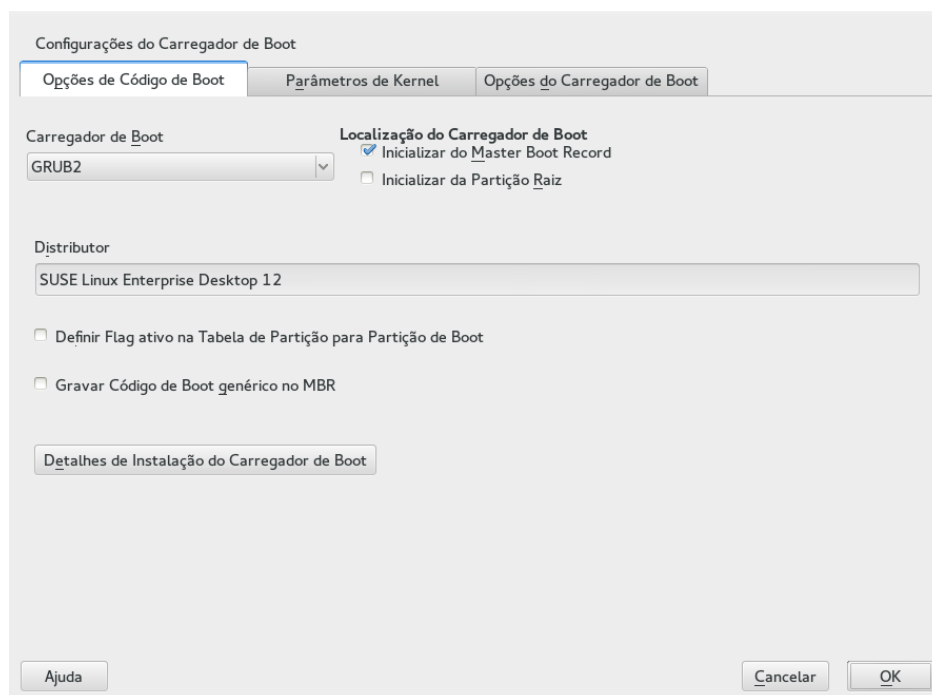 Configurações do Carregador de Boot
Opções de Código de Boot
Parâmetros de Kernel
Opções do Carregador de Boot
Carregador de Boot
GRUB2
Localização do Carregador de Boot
Inicializar do Master Boot Record
Inicializar da Partição Raiz
Distributor
SUSE Linux Enterprise Desktop 12
Definir Flag ativo na Tabela de Partição para Partição de Boot
Gravar Código de Boot genérico no MBR
Detalhes de Instalação do Carregador de Boot
Ajuda
Cancelar
OK